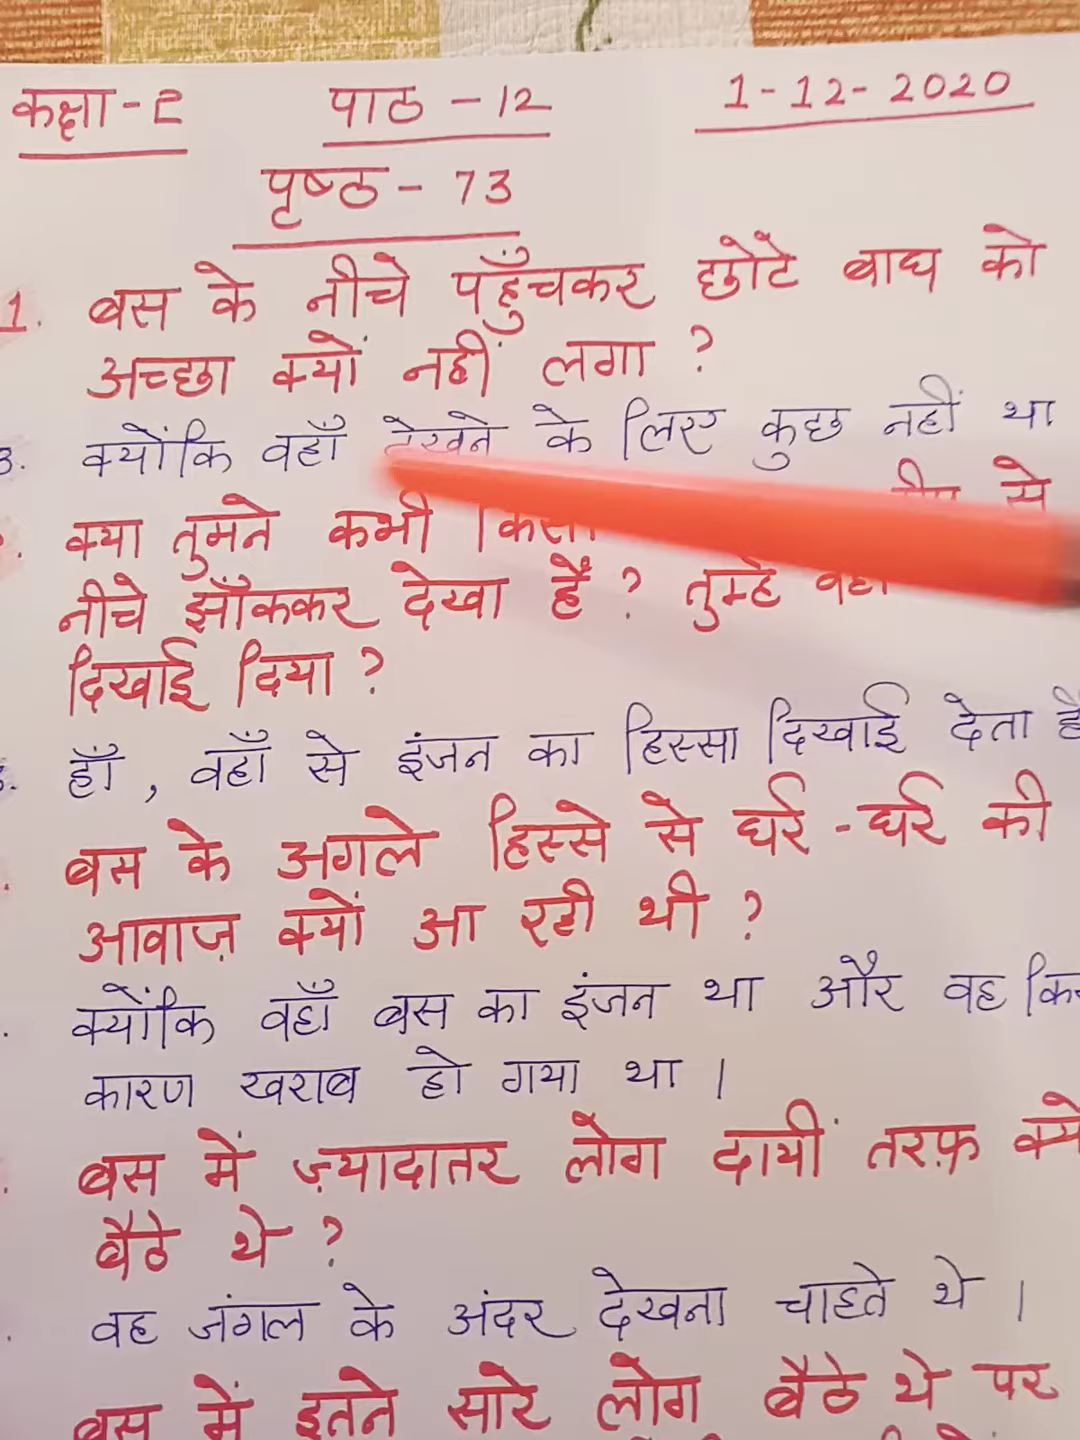 कक्षा - 2 पाठ - 12 1-12-2020
पृष्ठ - 73
1. बस के नीचे पहुँचकर छोटे बाघ को
अच्छा क्यों नहीं लगा ?
उ. क्योंकि वहाँ देखने के लिए कुछ नहीं था
क्या तुमने कभी से
नीचे झाँककर देखा है ? तुम्हे
दिखाई दिया ?
हाँ , वहाँ से इंजन का हिस्सा दिखाई देता है
बस के अगले हिस्से से घर्र - घर्र की
आवाज़ क्यों आ रही थी ?
क्योंकि वहाँ बस का इंजन था और वह
कारण खराब हो गया था ।
बस में ज़्यादातर लोग दायीं तरफ़
बैठे थे ?
वह जंगल के अंदर देखना चाहते थे ।
बस में इतने सारे लोग बैठे थे पर